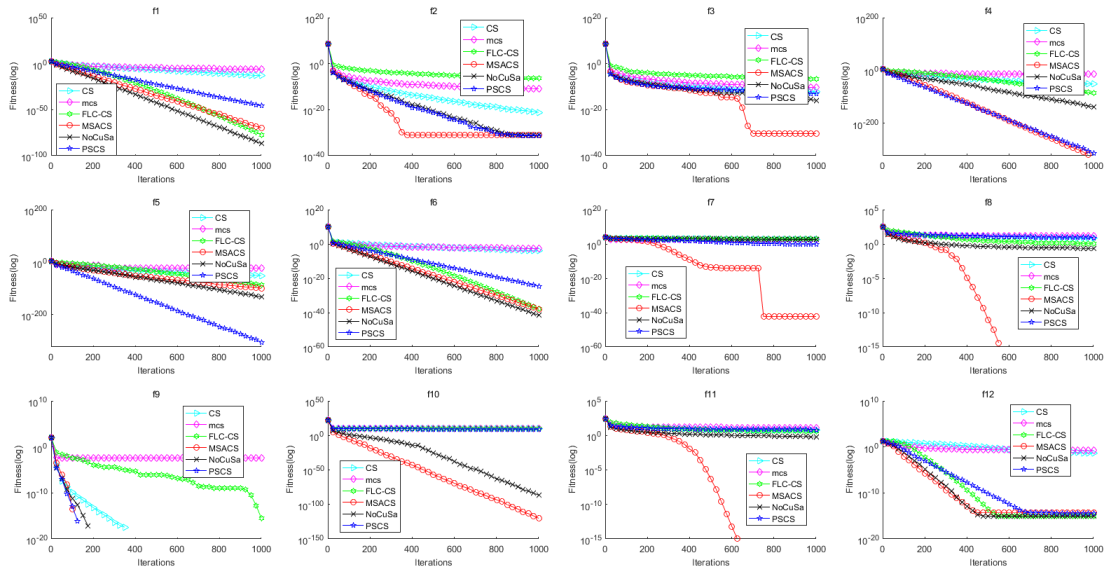 f1
Fitness(log)
10^50
10^0
10^-50
10^-100
CS
mcs
FLC-CS
MSACS
NoCuSa
PSCS
0 200 400 600 800 1000
Iterations
f2
Fitness(log)
10^20
10^0
10^-20
10^-40
CS
mcs
FLC-CS
MSACS
NoCuSa
PSCS
0 200 400 600 800 1000
Iterations
f3
Fitness(log)
10^20
10^0
10^-20
10^-40
CS
mcs
FLC-CS
MSACS
NoCuSa
PSCS
0 200 400 600 800 1000
Iterations
f4
Fitness(log)
10^200
10^0
10^-200
CS
mcs
FLC-CS
MSACS
NoCuSa
PSCS
0 200 400 600 800 1000
Iterations
f5
Fitness(log)
10^200
10^0
10^-200
CS
mcs
FLC-CS
MSACS
NoCuSa
PSCS
0 200 400 600 800 1000
Iterations
f6
Fitness(log)
10^20
10^0
10^-20
10^-40
10^-60
CS
mcs
FLC-CS
MSACS
NoCuSa
PSCS
0 200 400 600 800 1000
Iterations
f7
Fitness(log)
10^20
10^0
10^-20
10^-40
10^-60
CS
mcs
FLC-CS
MSACS
NoCuSa
PSCS
0 200 400 600 800 1000
Iterations
f8
Fitness(log)
10^5
10^0
10^-5
10^-10
10^-15
CS
mcs
FLC-CS
MSACS
NoCuSa
PSCS
0 200 400 600 800 1000
Iterations
f9
Fitness(log)
10^10
10^0
10^-10
10^-20
CS
mcs
FLC-CS
MSACS
NoCuSa
PSCS
0 200 400 600 800 1000
Iterations
f10
Fitness(log)
10^50
10^0
10^-50
10^-100
10^-150
CS
mcs
FLC-CS
MSACS
NoCuSa
PSCS
0 200 400 600 800 1000
Iterations
f11
Fitness(log)
10^5
10^0
10^-5
10^-10
10^-15
CS
mcs
FLC-CS
MSACS
NoCuSa
PSCS
0 200 400 600 800 1000
Iterations
f12
Fitness(log)
10^10
10^0
10^-10
10^-20
CS
mcs
FLC-CS
MSACS
NoCuSa
PSCS
0 200 400 600 800 1000
Iterations